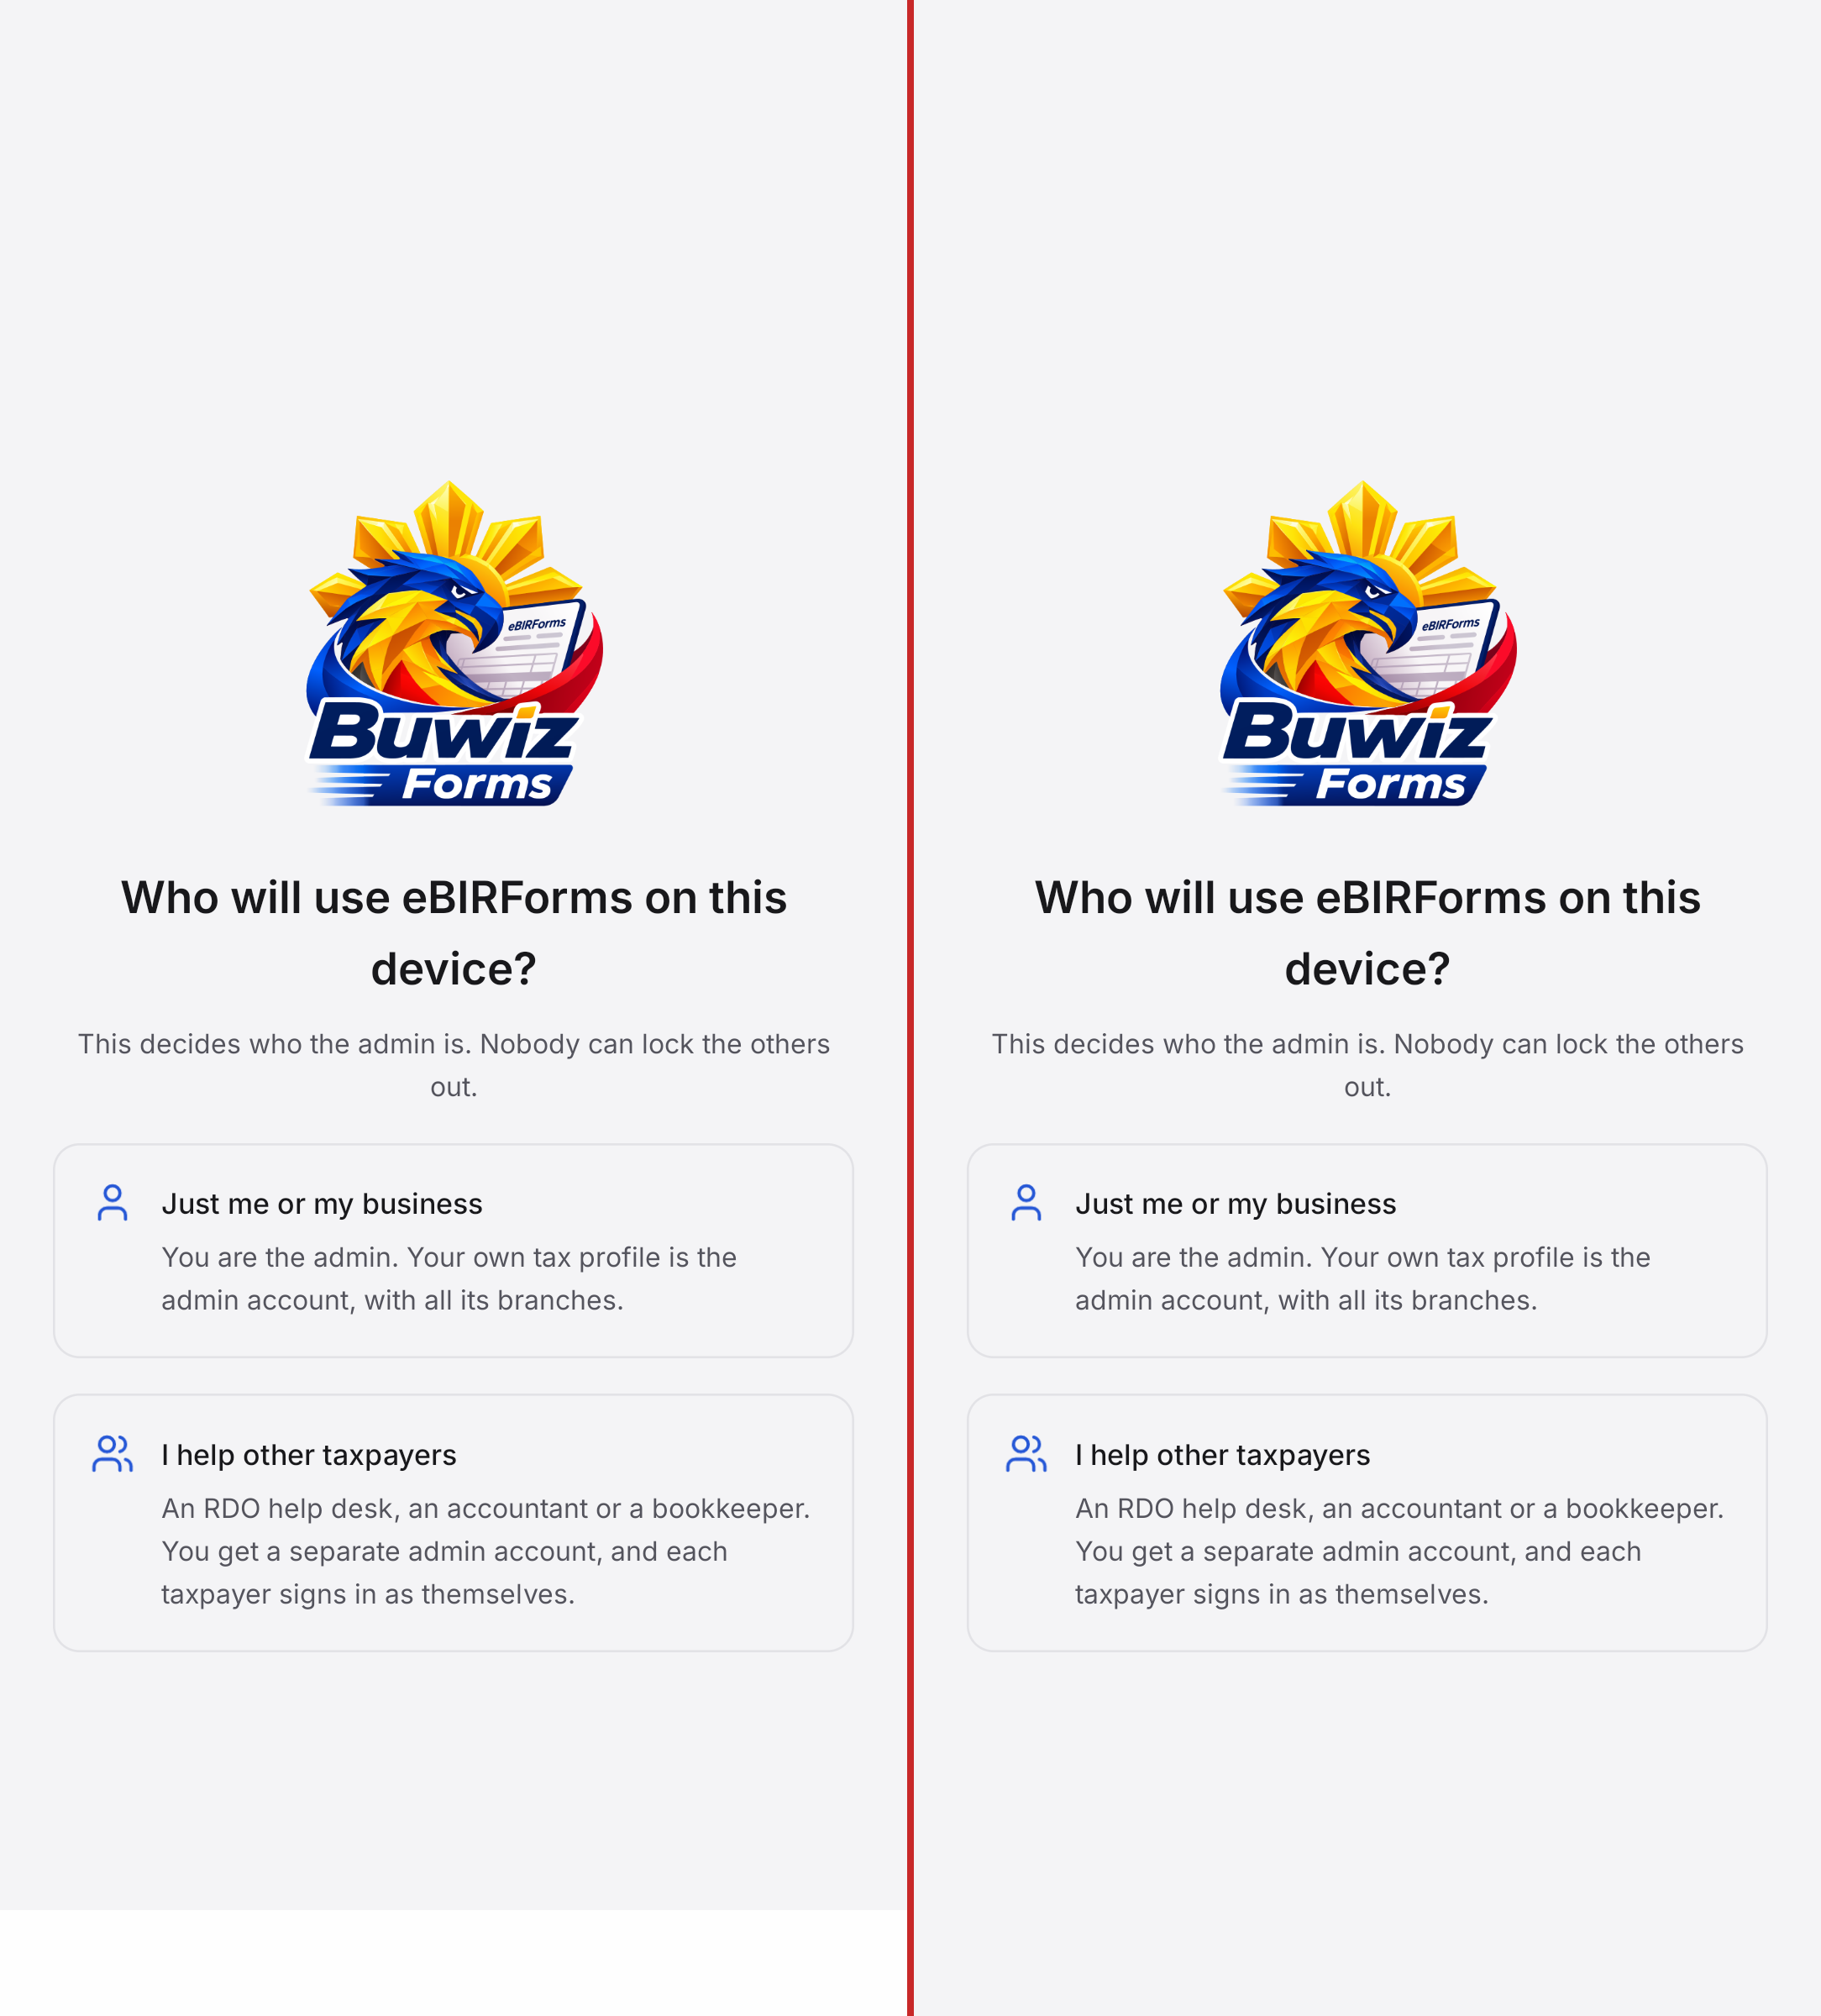 eBIRForms
Buwiz
Forms
Who will use eBIRForms on this
device?
This decides who the admin is. Nobody can lock the others
out.
Just me or my business
You are the admin. Your own tax profile is the
admin account, with all its branches.
I help other taxpayers
An RDO help desk, an accountant or a bookkeeper.
You get a separate admin account, and each
taxpayer signs in as themselves.
eBIRForms
Buwiz
Forms
Who will use eBIRForms on this
device?
This decides who the admin is. Nobody can lock the others
out.
Just me or my business
You are the admin. Your own tax profile is the
admin account, with all its branches.
I help other taxpayers
An RDO help desk, an accountant or a bookkeeper.
You get a separate admin account, and each
taxpayer signs in as themselves.